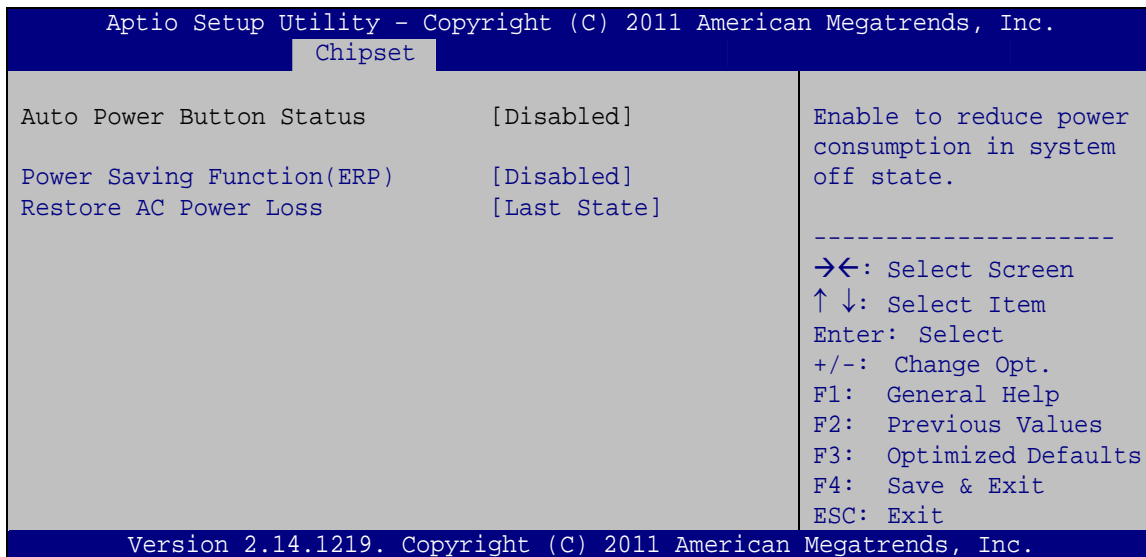 Aptio Setup Utility – Copyright (C) 2011 American Megatrends, Inc.
Chipset
Auto Power Button Status [Disabled]
Power Saving Function(ERP) [Disabled]
Restore AC Power Loss [Last State]
Enable to reduce power
consumption in system
off state.
---------------------
→←: Select Screen
↑ ↓: Select Item
Enter: Select
+/-: Change Opt.
F1: General Help
F2: Previous Values
F3: Optimized Defaults
F4: Save & Exit
ESC: Exit
Version 2.14.1219. Copyright (C) 2011 American Megatrends, Inc.